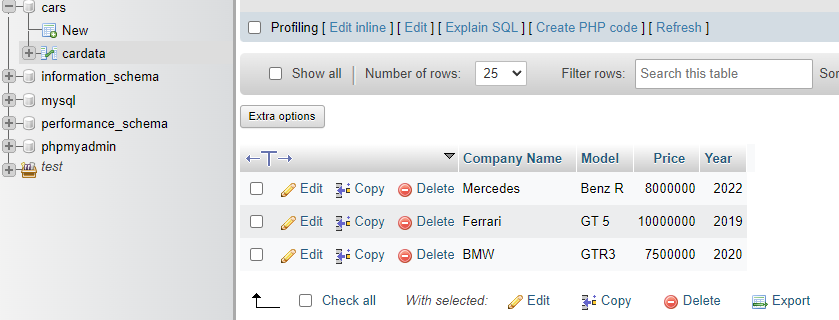 cars
New
cardata
information_schema
mysql
performance_schema
phpmyadmin
test
Profiling [ Edit inline ] [ Edit ] [ Explain SQL ] [ Create PHP code ] [ Refresh ]
Show all Number of rows: 25 Filter rows: Search this table Sor
Extra options
Company Name Model Price Year
Edit Copy Delete Mercedes Benz R 8000000 2022
Edit Copy Delete Ferrari GT 5 10000000 2019
Edit Copy Delete BMW GTR3 7500000 2020
Check all With selected: Edit Copy Delete Export